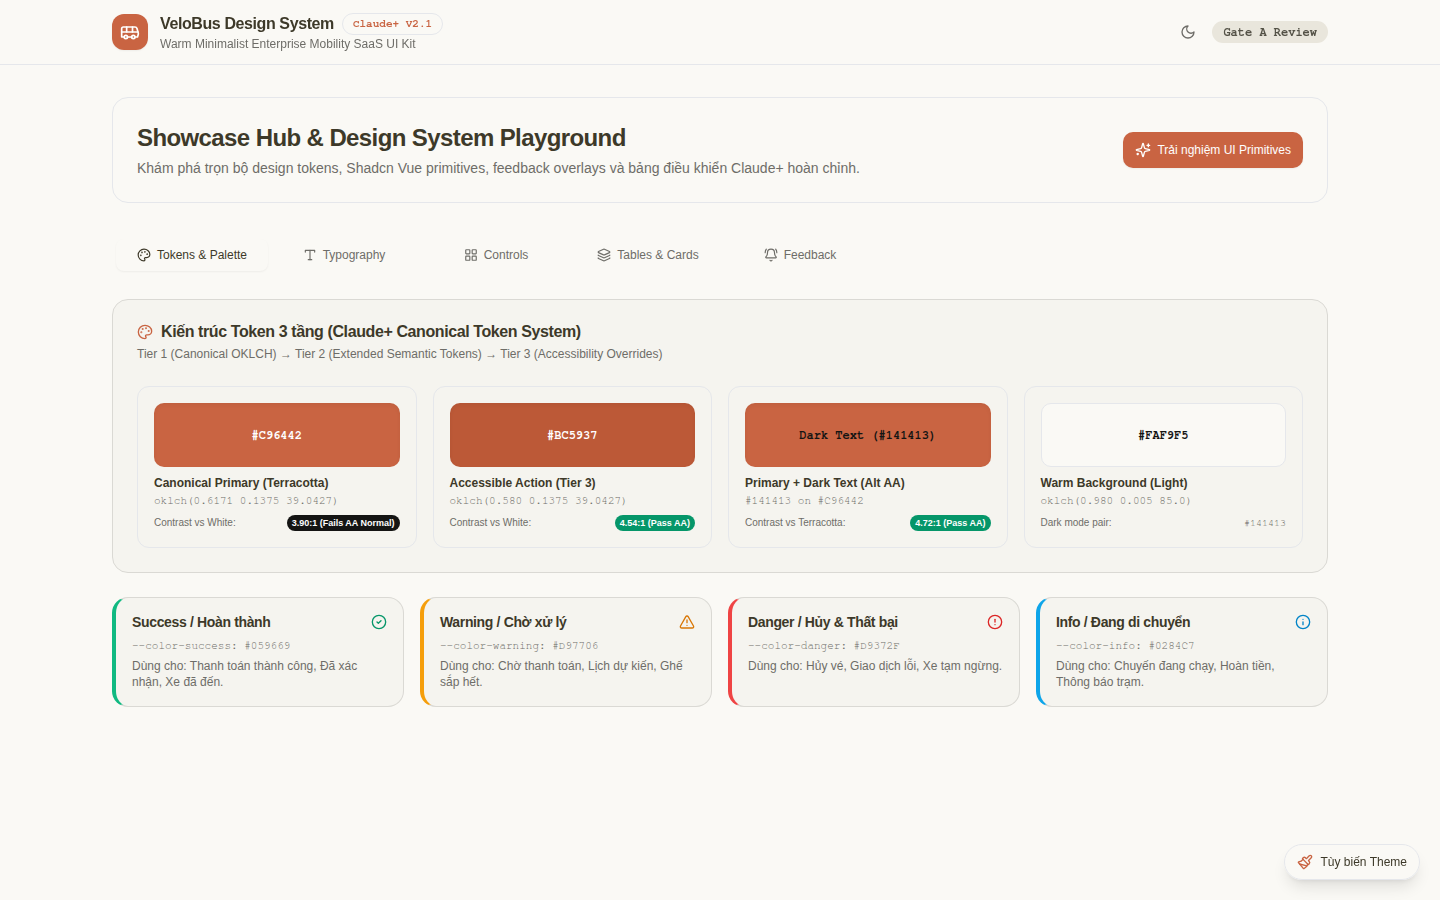 VeloBus Design System
Claude+ V2.1
Warm Minimalist Enterprise Mobility SaaS UI Kit
Gate A Review
Showcase Hub & Design System Playground
Khám phá trọn bộ design tokens, Shadcn Vue primitives, feedback overlays và bảng điều khiển Claude+ hoàn chỉnh.
Trải nghiệm UI Primitives
Tokens & Palette
Typography
Controls
Tables & Cards
Feedback
Kiến trúc Token 3 tầng (Claude+ Canonical Token System)
Tier 1 (Canonical OKLCH) → Tier 2 (Extended Semantic Tokens) → Tier 3 (Accessibility Overrides)
#C96442
Canonical Primary (Terracotta)
oklch(0.6171 0.1375 39.0427)
Contrast vs White:
3.90:1 (Fails AA Normal)
#BC5937
Accessible Action (Tier 3)
oklch(0.580 0.1375 39.0427)
Contrast vs White:
4.54:1 (Pass AA)
Dark Text (#141413)
Primary + Dark Text (Alt AA)
#141413 on #C96442
Contrast vs Terracotta:
4.72:1 (Pass AA)
#FAF9F5
Warm Background (Light)
oklch(0.980 0.005 85.0)
Dark mode pair:
#141413
Success / Hoàn thành
--color-success: #059669
Dùng cho: Thanh toán thành công, Đã xác
nhận, Xe đã đến.
Warning / Chờ xử lý
--color-warning: #D97706
Dùng cho: Chờ thanh toán, Lịch dự kiến, Ghế
sắp hết.
Danger / Hủy & Thất bại
--color-danger: #D9372F
Dùng cho: Hủy vé, Giao dịch lỗi, Xe tạm ngừng.
Info / Đang di chuyển
--color-info: #0284C7
Dùng cho: Chuyến đang chạy, Hoàn tiền,
Thông báo trạm.
Tùy biến Theme